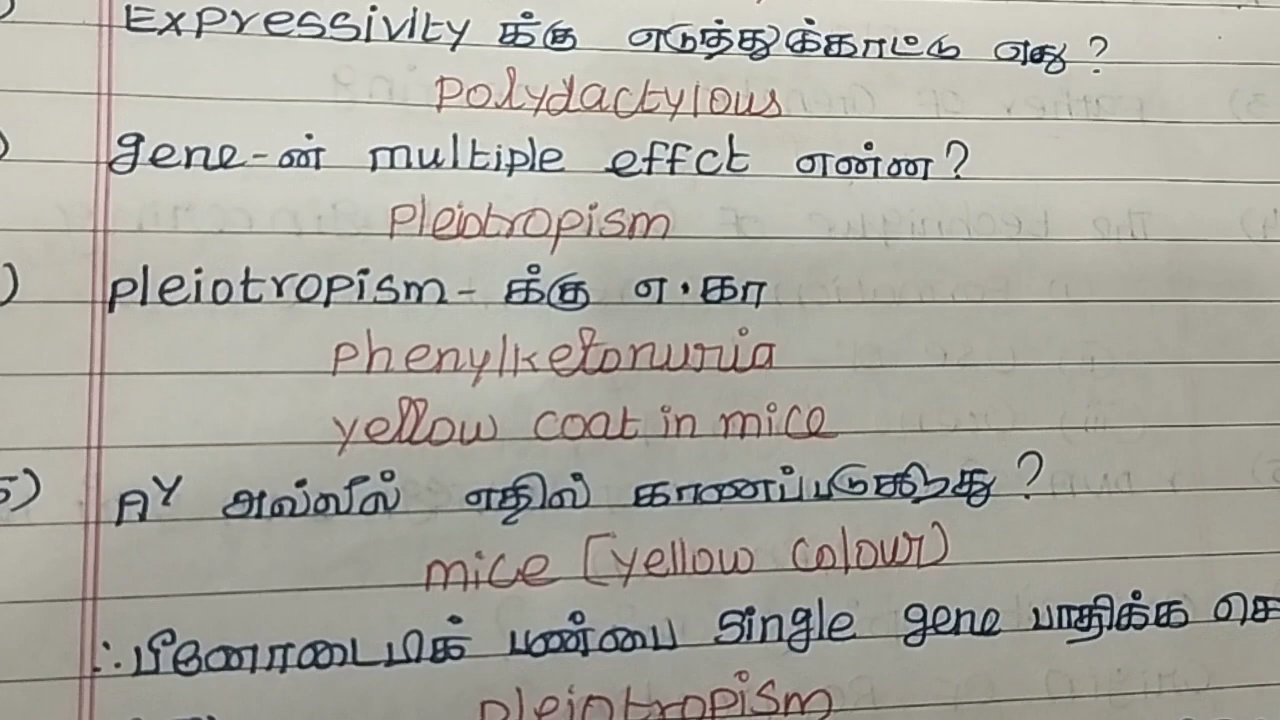 Expressivity க்கு எடுத்துக்காட்டு எது?
Polydactylous
gene-ன் multiple effct என்ன?
Pleiotropism
pleiotropism- க்கு எ.கா
phenylketonuria
yellow coat in mice
5) A^Y அல்லீல் எதில் காணப்படுகிறது?
mice (yellow colour)
∴ பீனோடைபிக் பண்பை single gene பாதிக்க செ
pleiotropism